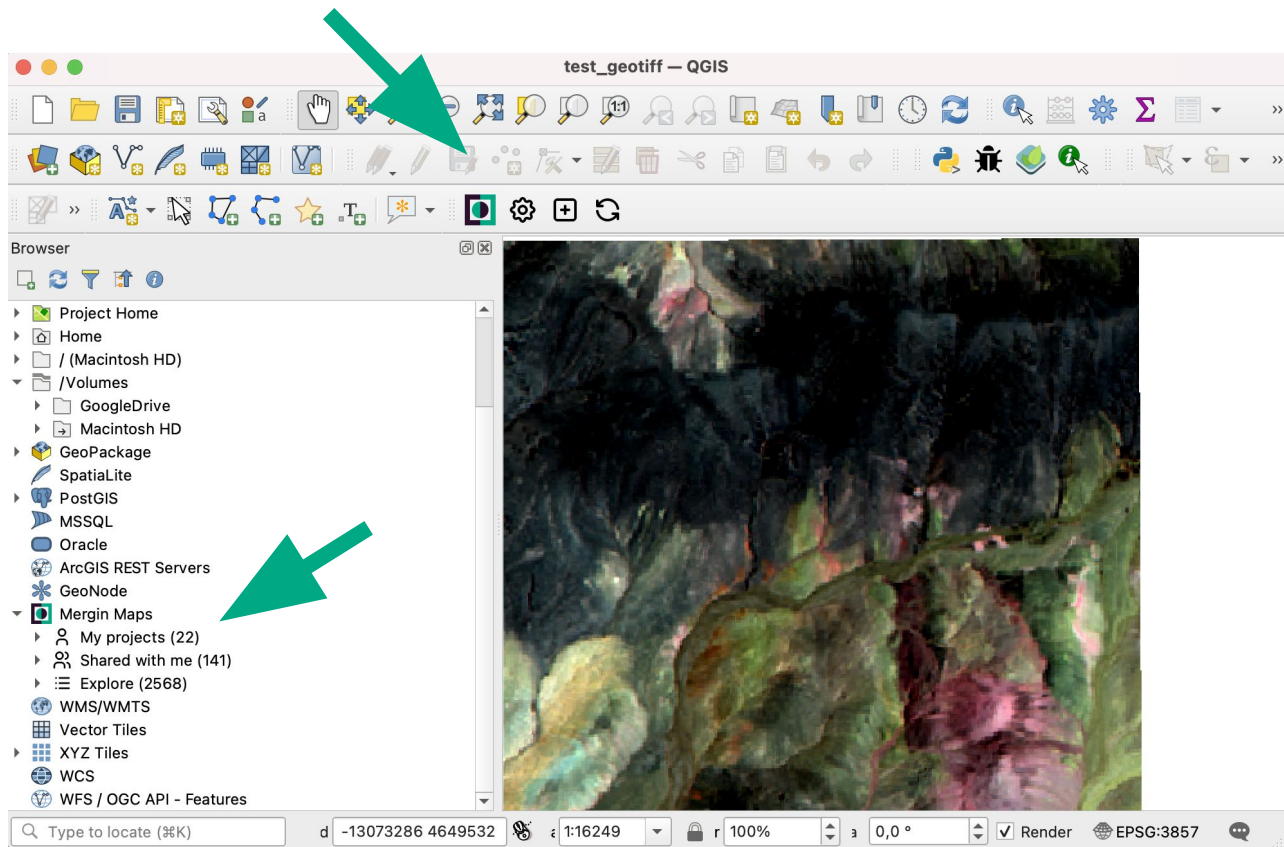 test_geotiff — QGIS
1:1
a
»
Σ
»
»
T
Browser
Project Home
Home
/ (Macintosh HD)
/Volumes
GoogleDrive
Macintosh HD
GeoPackage
SpatiaLite
PostGIS
MSSQL
Oracle
ArcGIS REST Servers
GeoNode
Mergin Maps
My projects (22)
Shared with me (141)
Explore (2568)
WMS/WMTS
Vector Tiles
XYZ Tiles
WCS
WFS / OGC API - Features
Type to locate (⌘K) d -13073286 4649532 1:16249 r 100% 0,0 ° Render EPSG:3857